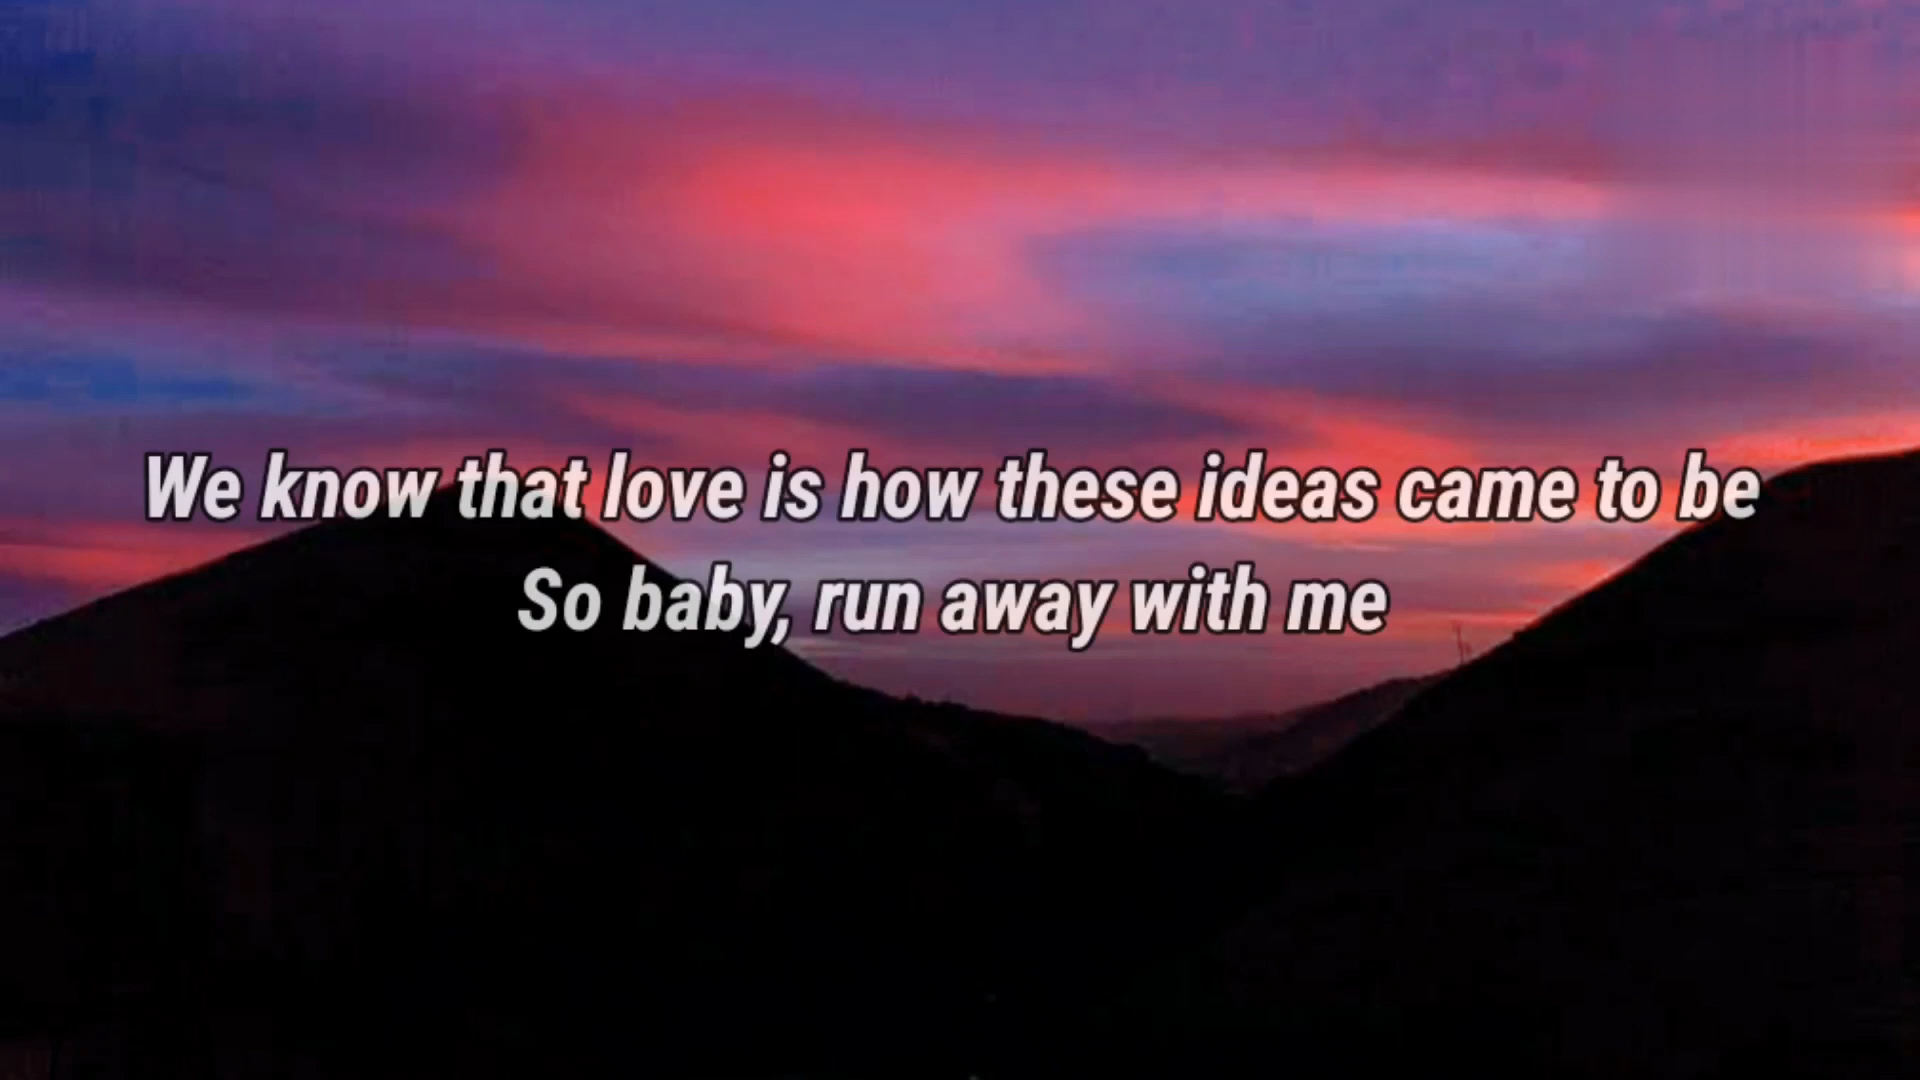 We know that love is how these ideas came to be
So baby, run away with me